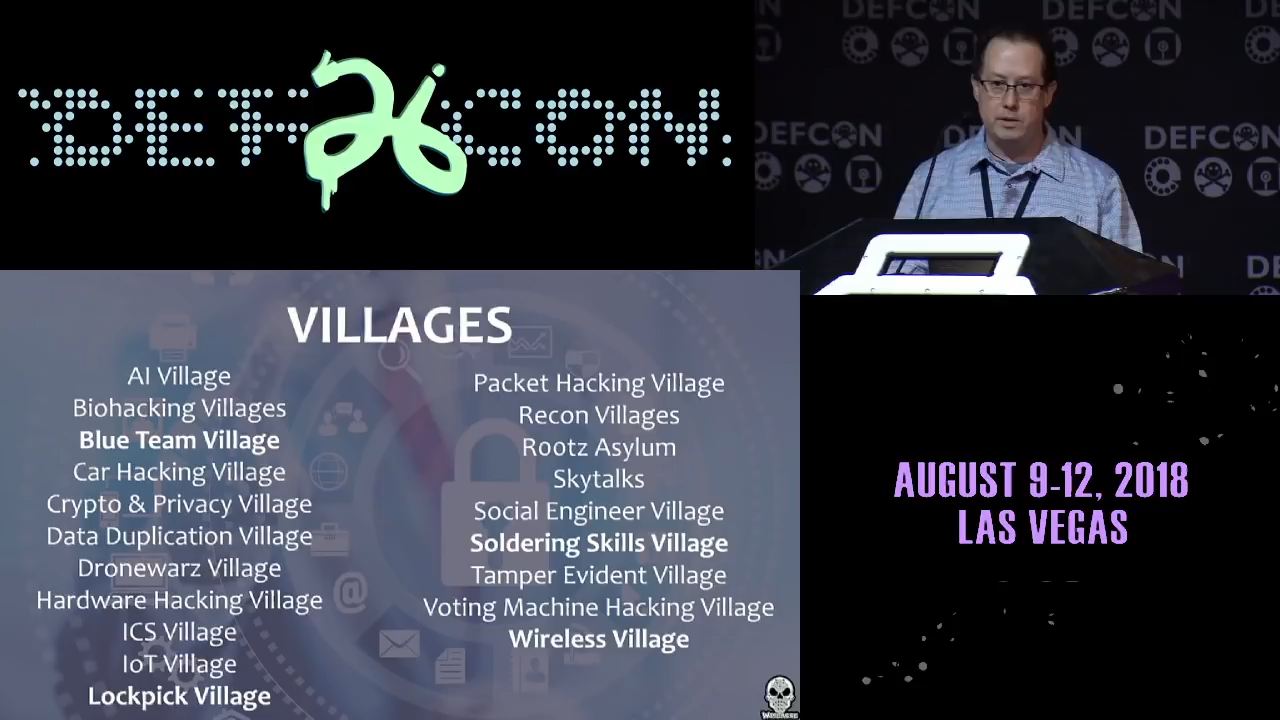 DEF 26 CON
DEFCON DEFCON
DEFCON DEFCON
VILLAGES
AI Village
Biohacking Villages
Blue Team Village
Car Hacking Village
Crypto & Privacy Village
Data Duplication Village
Dronewarz Village
Hardware Hacking Village
ICS Village
IoT Village
Lockpick Village
Packet Hacking Village
Recon Villages
R00tz Asylum
Skytalks
Social Engineer Village
Soldering Skills Village
Tamper Evident Village
Voting Machine Hacking Village
Wireless Village
AUGUST 9-12, 2018
LAS VEGAS